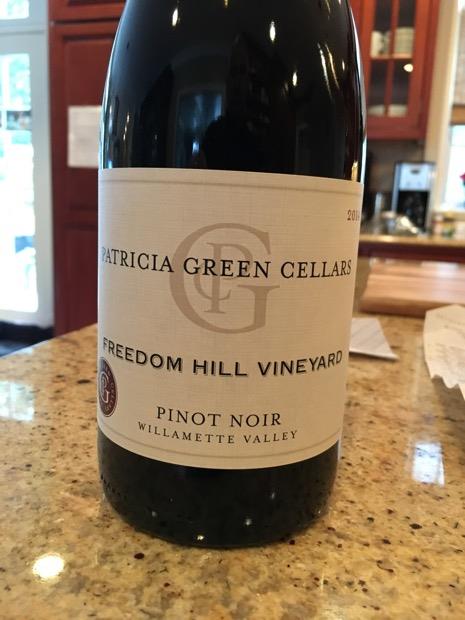 PATRICIA GREEN CELLARS
FREEDOM HILL VINEYARD
PINOT NOIR
WILLAMETTE VALLEY